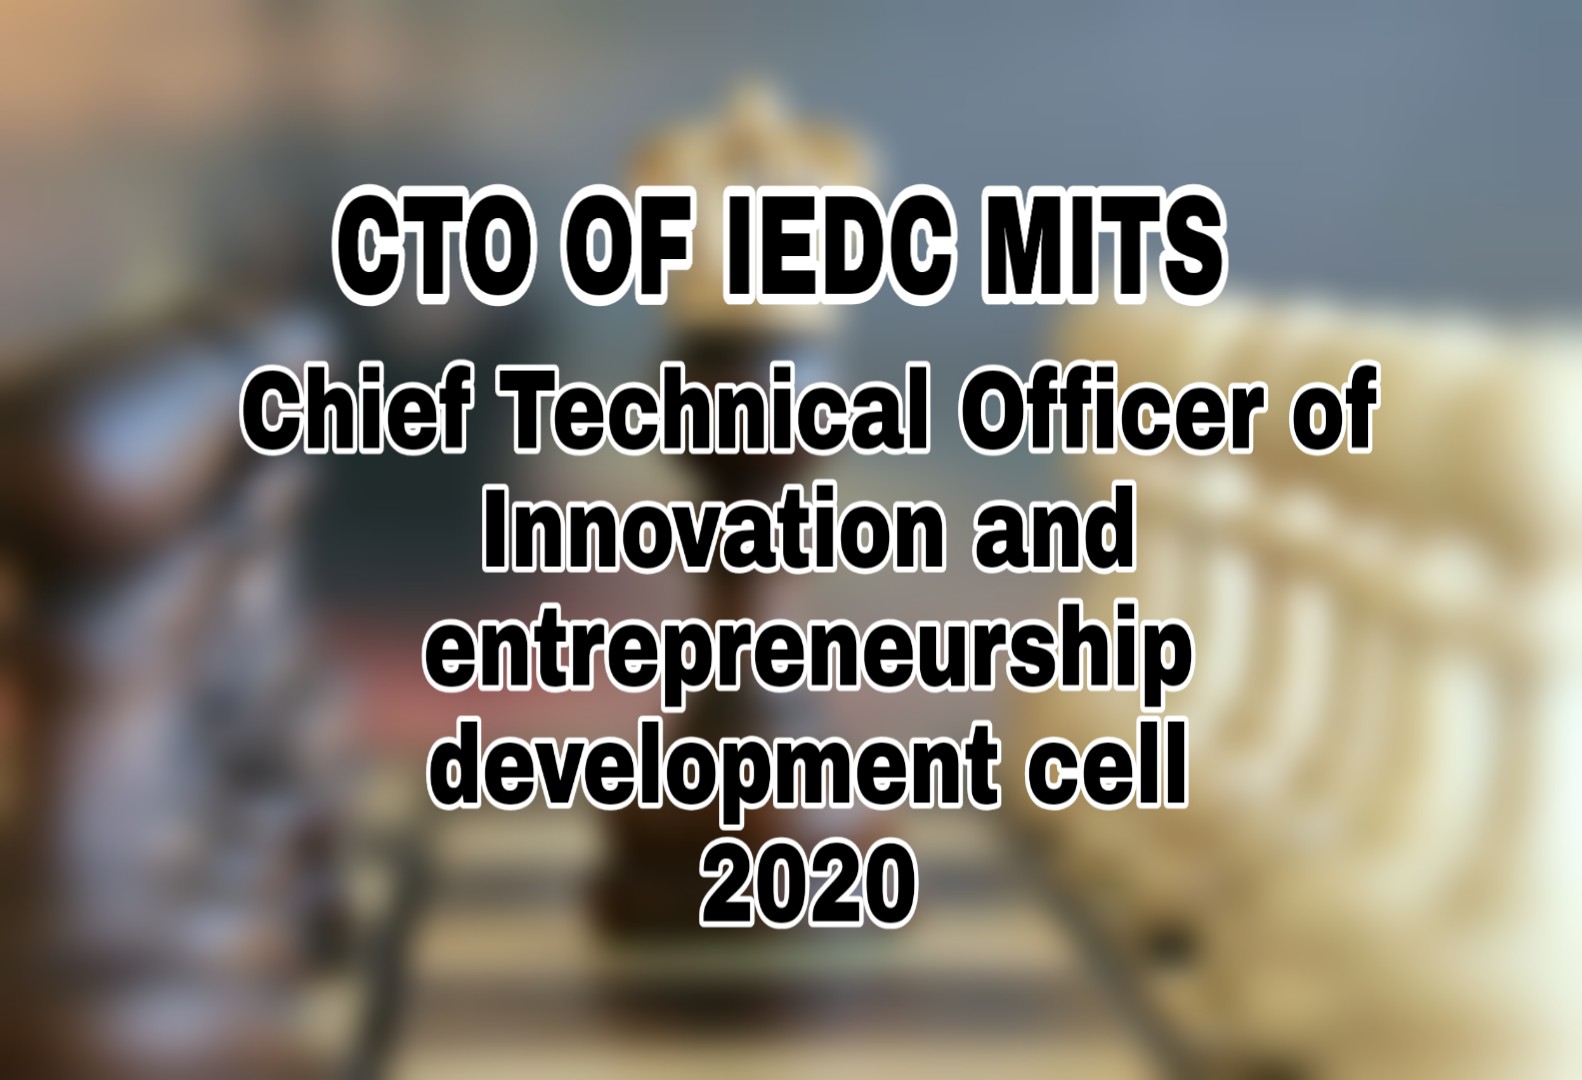 CTO OF IEDC MITS
Chief Technical Officer of
Innovation and
entrepreneurship
development cell
2020